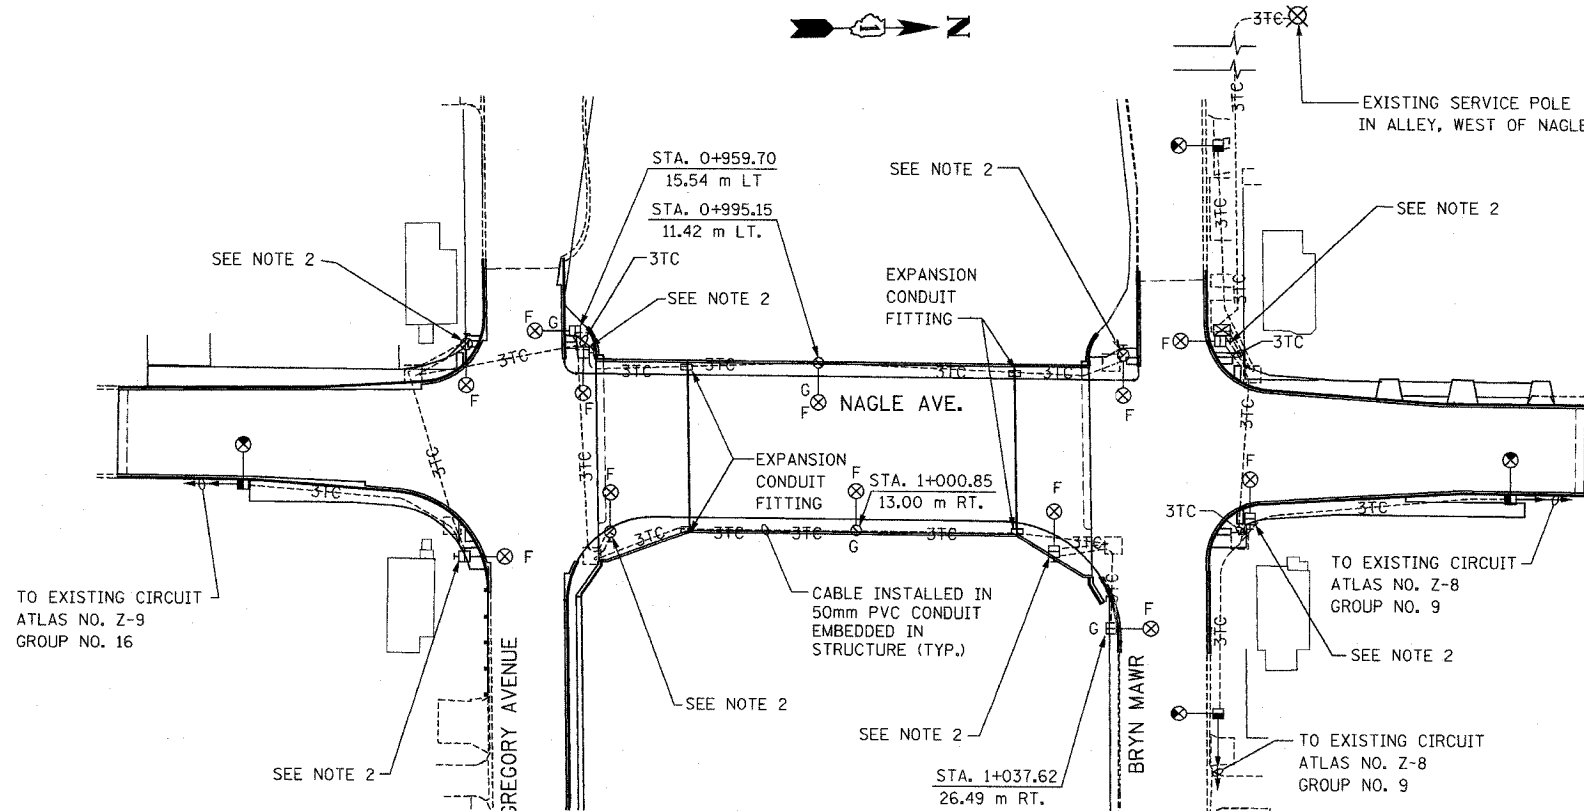 N
3TC
EXISTING SERVICE POLE
IN ALLEY, WEST OF NAGLE
3TC
STA. 0+959.70
15.54 m LT
SEE NOTE 2
STA. 0+995.15
11.42 m LT.
3TC
SEE NOTE 2
SEE NOTE 2
3TC
EXPANSION
CONDUIT
FITTING
SEE NOTE 2
3TC
F
G
F
3TC
3TC
3TC
3TC
3TC
3TC
F
F
G
F
F
NAGLE AVE.
3TC
3TC
3TC
EXPANSION
CONDUIT
FITTING
F
F
STA. 1+000.85
13.00 m RT.
F
F
3TC
3TC
3TC
3TC
3TC
3TC
3TC
3TC
G
F
TO EXISTING CIRCUIT
ATLAS NO. Z-9
GROUP NO. 16
CABLE INSTALLED IN
50mm PVC CONDUIT
EMBEDDED IN
STRUCTURE (TYP.)
3TC
F
G
TO EXISTING CIRCUIT
ATLAS NO. Z-8
GROUP NO. 9
3TC
SEE NOTE 2
SEE NOTE 2
SEE NOTE 2
SEE NOTE 2
GREGORY AVENUE
BRYN MAWR
STA. 1+037.62
26.49 m RT.
TO EXISTING CIRCUIT
ATLAS NO. Z-8
GROUP NO. 9